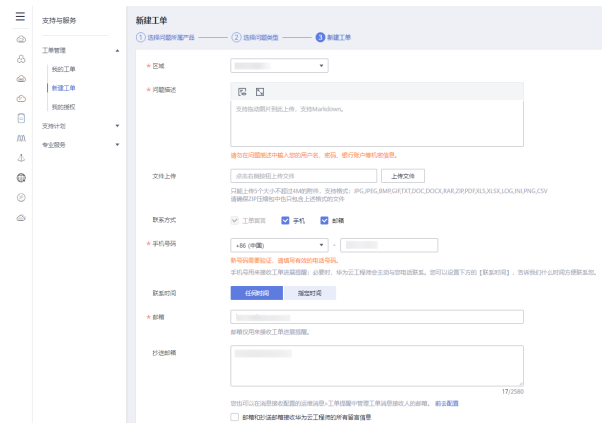 支持与服务
工单管理
我的工单
新建工单
我的授权
支持计划
专业服务
新建工单
1 选择问题所属产品
2 选择问题类型
3 新建工单
* 区域
* 问题描述
支持拖动图片到此上传，支持Markdown。
请勿在问题描述中输入您的用户名、密码、银行账户等机密信息。
文件上传
点击右侧按钮上传文件
上传文件
只能上传5个大小不超过4M的附件，支持格式：JPG,JPEG,BMP,GIF,TXT,DOC,DOCX,RAR,ZIP,PDF,XLS,XLSX,LOG,INI,PNG,CSV
请确保ZIP压缩包中也只包含上述格式的文件
联系方式
工单留言
手机
邮箱
* 手机号码
+86 (中国)
-
新号码需要验证，请填写有效的电话号码。
手机号用来接收工单进展提醒；必要时，华为云工程师会主动与您电话联系。您可以设置下方的【联系时间】，告诉我们什么时间方便联系您。
联系时间
任何时间
指定时间
* 邮箱
邮箱仅用来接收工单进展提醒。
抄送邮箱
17/2580
您也可以在消息接收配置的运维消息>工单提醒中管理工单消息接收人的邮箱。 前去配置
邮箱和抄送邮箱接收华为云工程师的所有留言信息